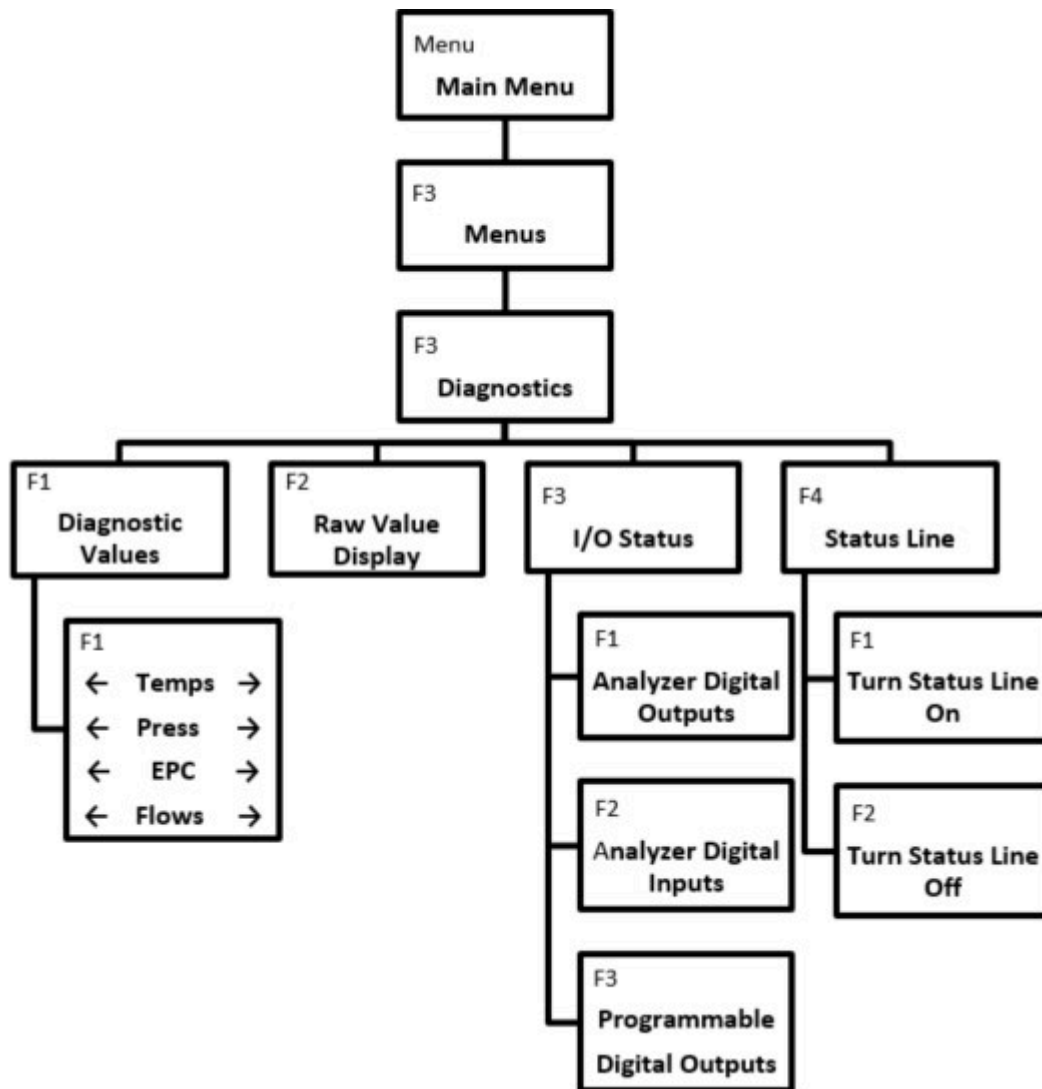 Menu
Main Menu
F3
Menus
F3
Diagnostics
F1
Diagnostic
Values
F2
Raw Value
Display
F3
I/O Status
F4
Status Line
F1
← Temps →
← Press →
← EPC →
← Flows →
F1
Analyzer Digital
Outputs
F2
Analyzer Digital
Inputs
F3
Programmable
Digital Outputs
F1
Turn Status Line
On
F2
Turn Status Line
Off